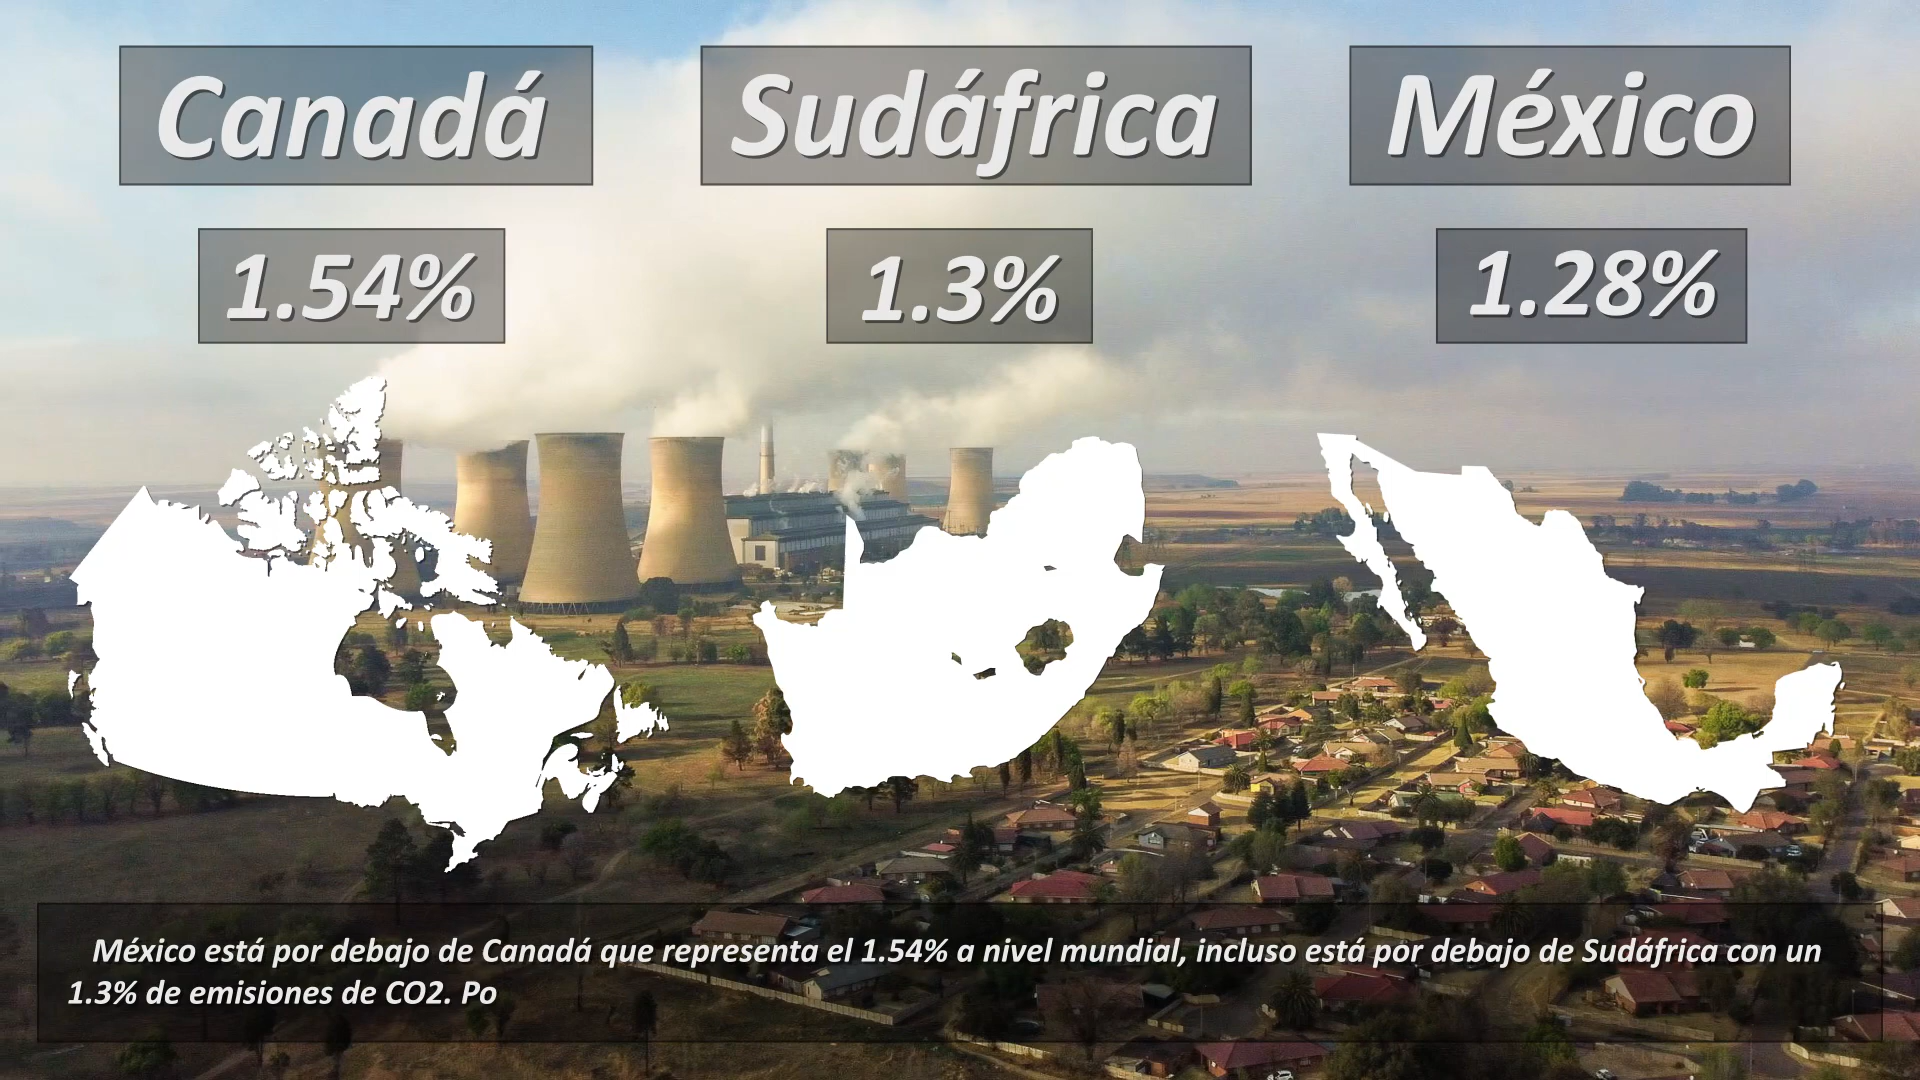 Canadá Sudáfrica México
1.54% 1.3% 1.28%
México está por debajo de Canadá que representa el 1.54% a nivel mundial, incluso está por debajo de Sudáfrica con un
1.3% de emisiones de CO2. Po